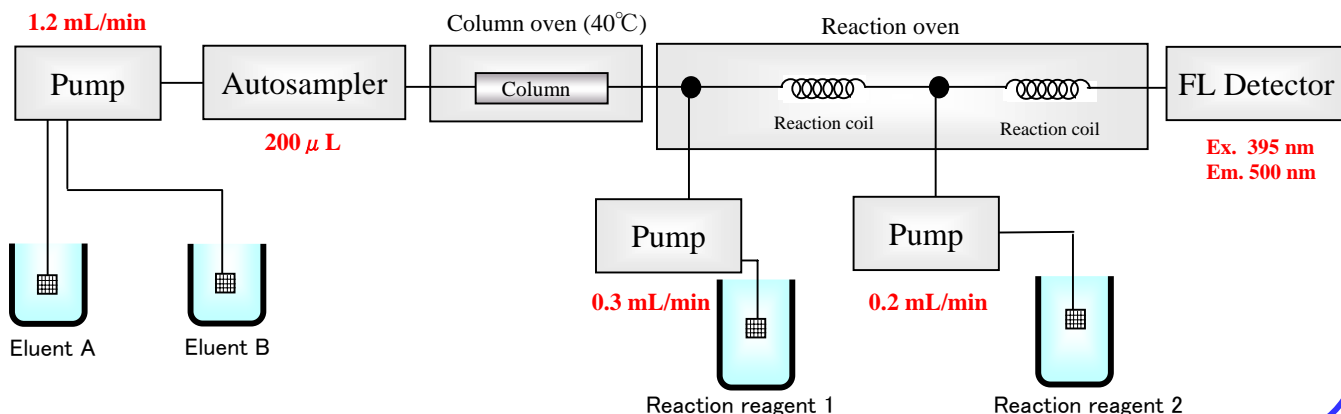 1.2 mL/min
Pump
Autosampler
200 μ L
Column oven (40℃)
Column
Reaction oven
Reaction coil
Reaction coil
FL Detector
Ex. 395 nm
Em. 500 nm
Pump
0.3 mL/min
Pump
0.2 mL/min
Eluent A
Eluent B
Reaction reagent 1
Reaction reagent 2